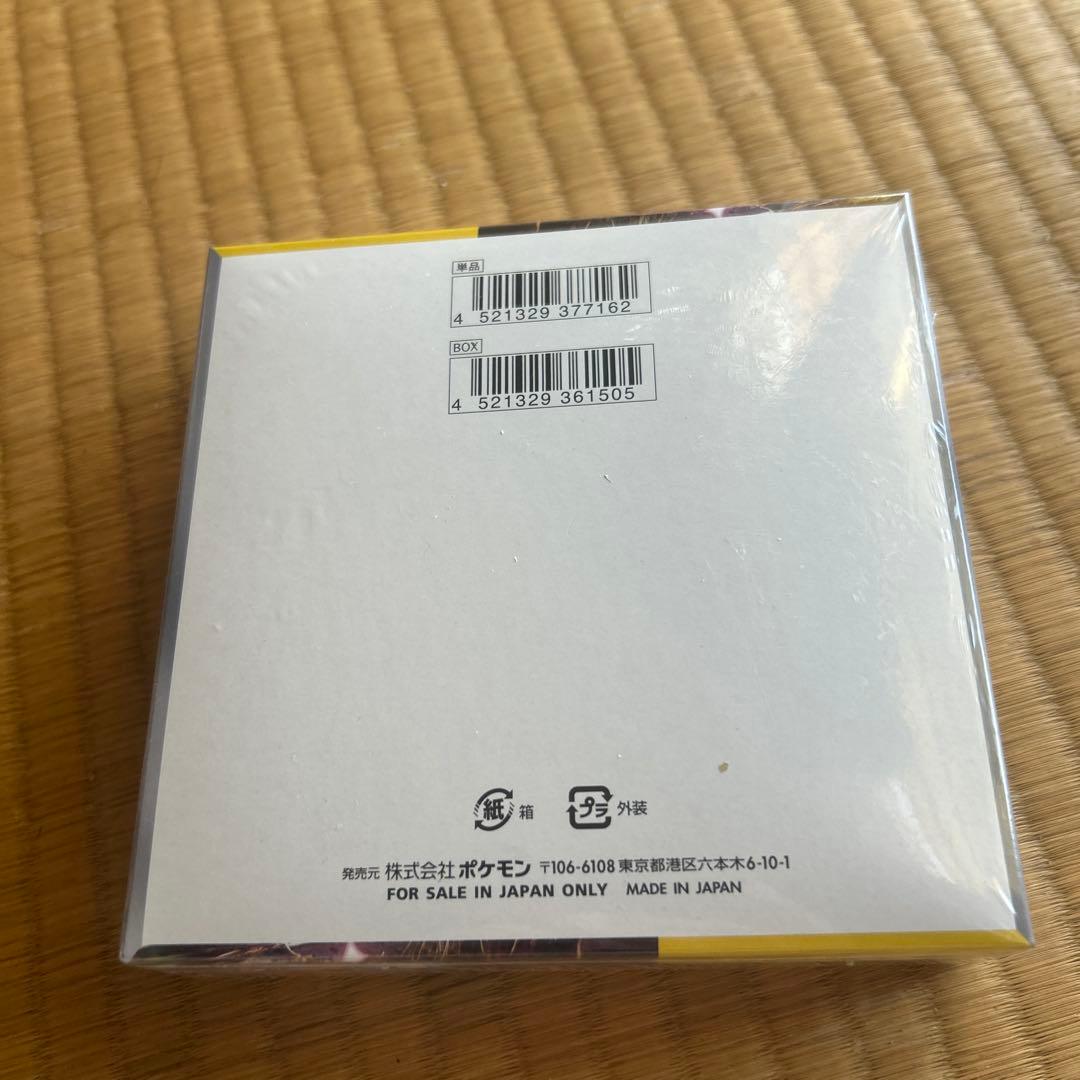 単品
4 521329 377162
BOX
4 521329 361505
紙 箱 プラ 外装
発売元 株式会社 ポケモン 〒106-6108 東京都港区六本木6-10-1
FOR SALE IN JAPAN ONLY MADE IN JAPAN